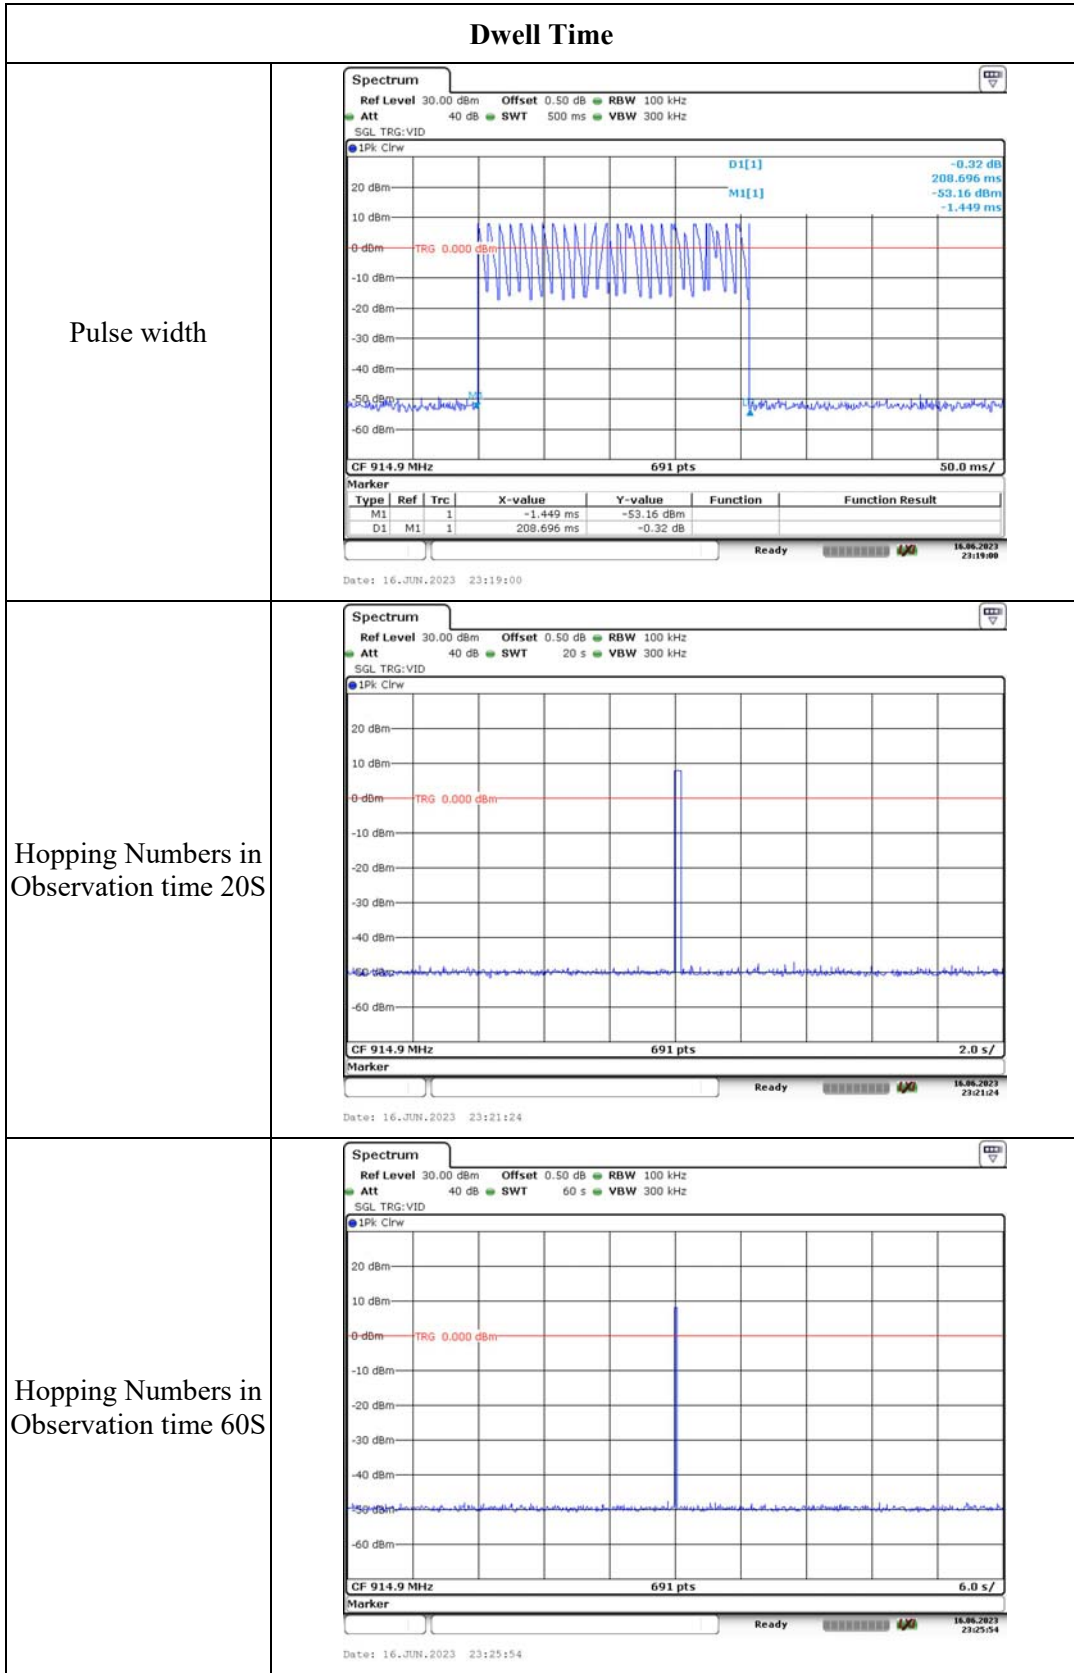 Dwell Time
Pulse width
Spectrum
Ref Level 30.00 dBm Offset 0.50 dB RBW 100 kHz
Att 40 dB SWT 500 ms VBW 300 kHz
SGL TRG:VID
1Pk Clrw
D1[1] -0.32 dB
208.696 ms
M1[1] -53.16 dBm
-1.449 ms
20 dBm
10 dBm
0 dBm
TRG 0.000 dBm
-10 dBm
-20 dBm
-30 dBm
-40 dBm
-50 dBm
-60 dBm
CF 914.9 MHz 691 pts 50.0 ms/
Marker
Type Ref Trc X-value Y-value Function Function Result
M1 1 -1.449 ms -53.16 dBm
D1 M1 1 208.696 ms -0.32 dB
Ready 16.06.2023
23:19:00
Date: 16.JUN.2023 23:19:00
Hopping Numbers in
Observation time 20S
Spectrum
Ref Level 30.00 dBm Offset 0.50 dB RBW 100 kHz
Att 40 dB SWT 20 s VBW 300 kHz
SGL TRG:VID
1Pk Clrw
20 dBm
10 dBm
0 dBm
TRG 0.000 dBm
-10 dBm
-20 dBm
-30 dBm
-40 dBm
-50 dBm
-60 dBm
CF 914.9 MHz 691 pts 2.0 s/
Marker
Ready 16.06.2023
23:21:24
Date: 16.JUN.2023 23:21:24
Hopping Numbers in
Observation time 60S
Spectrum
Ref Level 30.00 dBm Offset 0.50 dB RBW 100 kHz
Att 40 dB SWT 60 s VBW 300 kHz
SGL TRG:VID
1Pk Clrw
20 dBm
10 dBm
0 dBm
TRG 0.000 dBm
-10 dBm
-20 dBm
-30 dBm
-40 dBm
-50 dBm
-60 dBm
CF 914.9 MHz 691 pts 6.0 s/
Marker
Ready 16.06.2023
23:25:54
Date: 16.JUN.2023 23:25:54